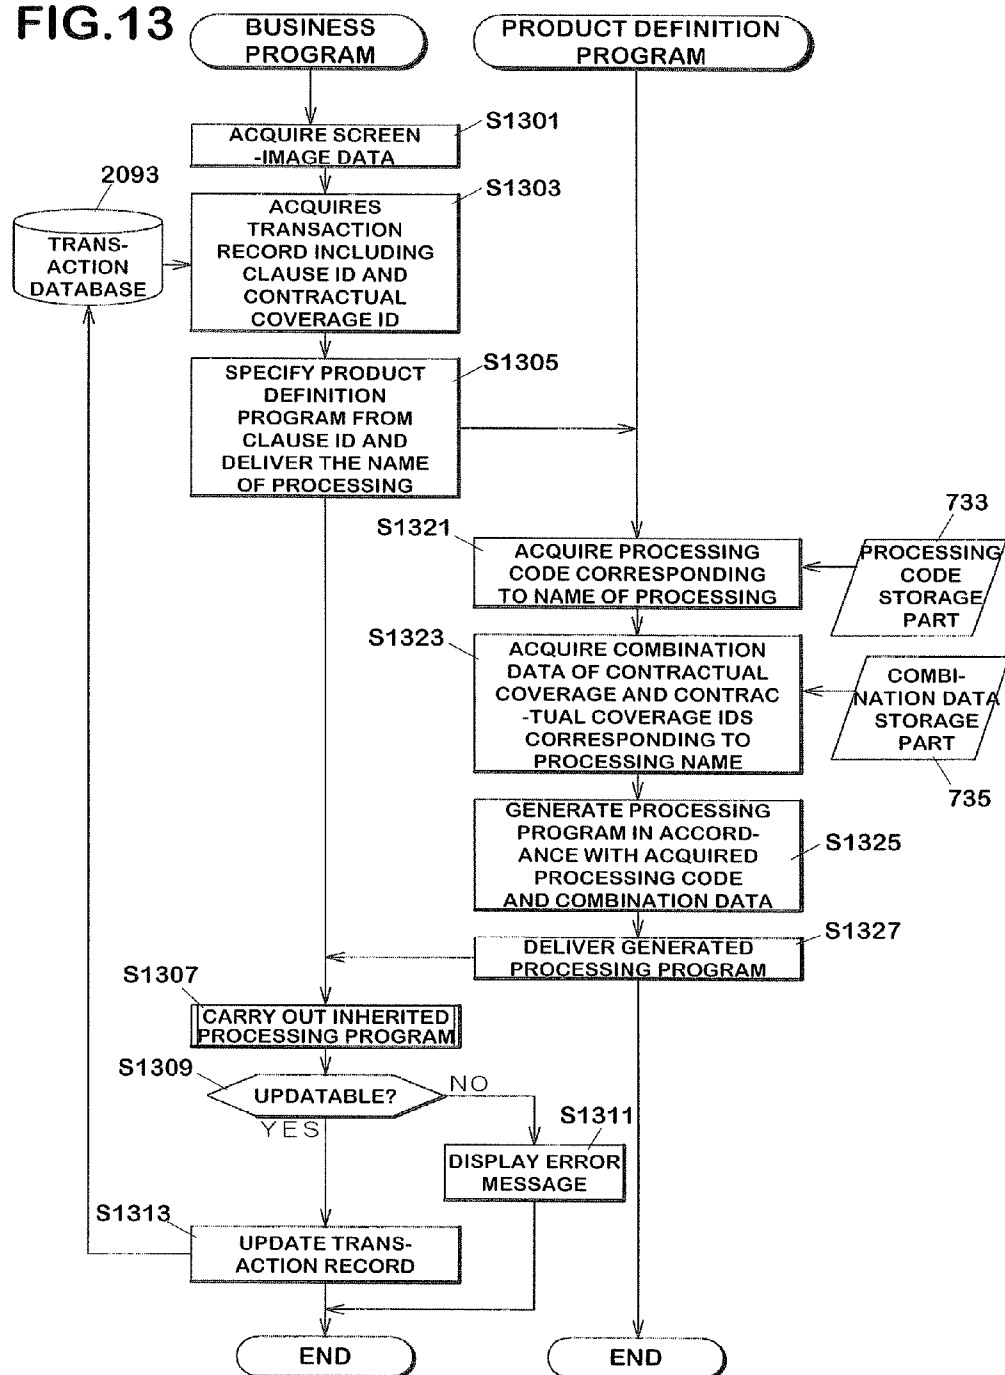 FIG.13
BUSINESS
PROGRAM
PRODUCT DEFINITION
PROGRAM
S1301
ACQUIRE SCREEN
-IMAGE DATA
2093
TRANS-
ACTION
DATABASE
S1303
ACQUIRES
TRANSACTION
RECORD INCLUDING
CLAUSE ID AND
CONTRACTUAL
COVERAGE ID
S1305
SPECIFY PRODUCT
DEFINITION
PROGRAM FROM
CLAUSE ID AND
DELIVER THE NAME
OF PROCESSING
S1321
ACQUIRE PROCESSING
CODE CORRESPONDING
TO NAME OF PROCESSING
733
PROCESSING
CODE
STORAGE
PART
S1323
ACQUIRE COMBINATION
DATA OF CONTRACTUAL
COVERAGE AND CONTRAC
-TUAL COVERAGE IDS
CORRESPONDING TO
PROCESSING NAME
COMBI-
NATION DATA
STORAGE
PART
735
GENERATE PROCESSING
PROGRAM IN ACCORD-
ANCE WITH ACQUIRED
PROCESSING CODE
AND COMBINATION DATA
S1325
S1327
DELIVER GENERATED
PROCESSING PROGRAM
S1307
CARRY OUT INHERITED
PROCESSING PROGRAM
S1309
UPDATABLE?
NO
YES
S1311
DISPLAY ERROR
MESSAGE
S1313
UPDATE TRANS-
ACTION RECORD
END
END